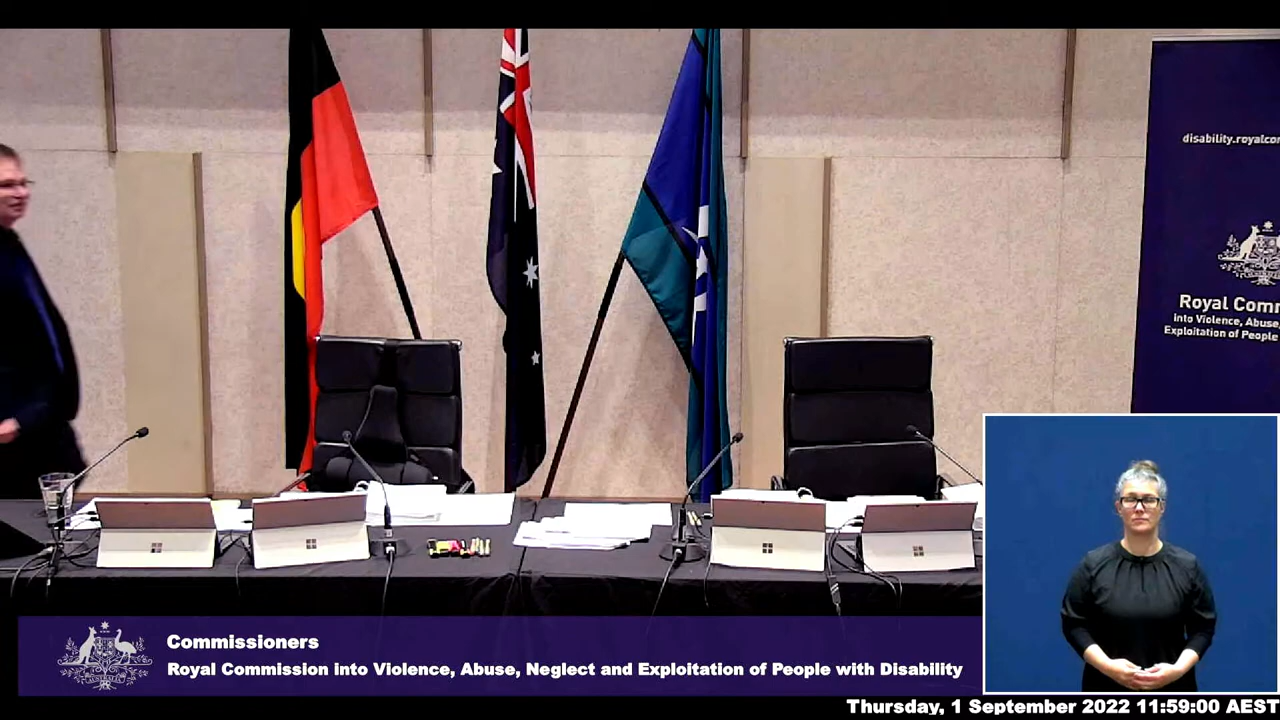 disability.royalcor
Royal Comm
into Violence, Abuse
Exploitation of People
Commissioners
Royal Commission into Violence, Abuse, Neglect and Exploitation of People with Disability
Thursday, 1 September 2022 11:59:00 AEST